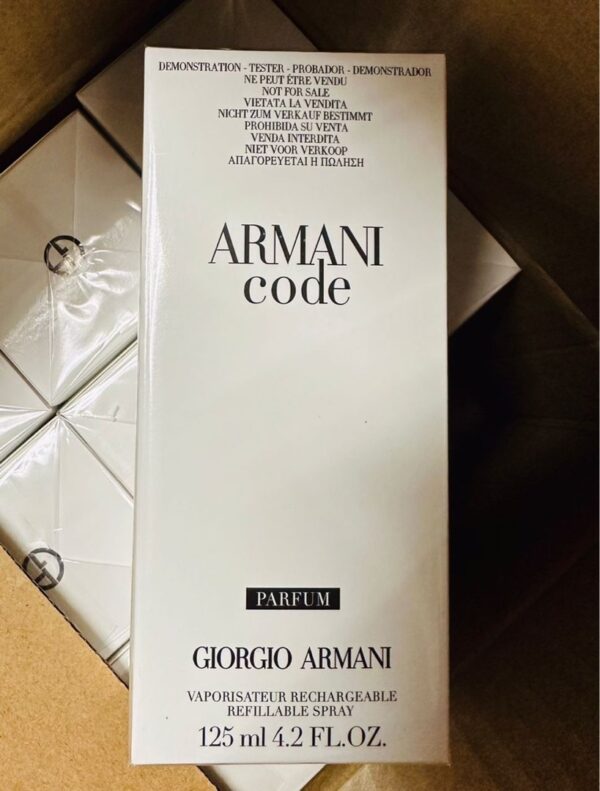 DEMONSTRATION - TESTER - PROBADOR - DEMONSTRADOR
NE PEUT ÊTRE VENDU
NOT FOR SALE
VIETATA LA VENDITA
NICHT ZUM VERKAUF BESTIMMT
PROHIBIDA SU VENTA
VENDA INTERDITA
NIET VOOR VERKOOP
ΑΠΑΓΟΡΕΥΕΤΑΙ Η ΠΩΛΗΣΗ
ARMANI
code
PARFUM
GIORGIO ARMANI
VAPORISATEUR RECHARGEABLE
REFILLABLE SPRAY
125 ml 4.2 FL.OZ.